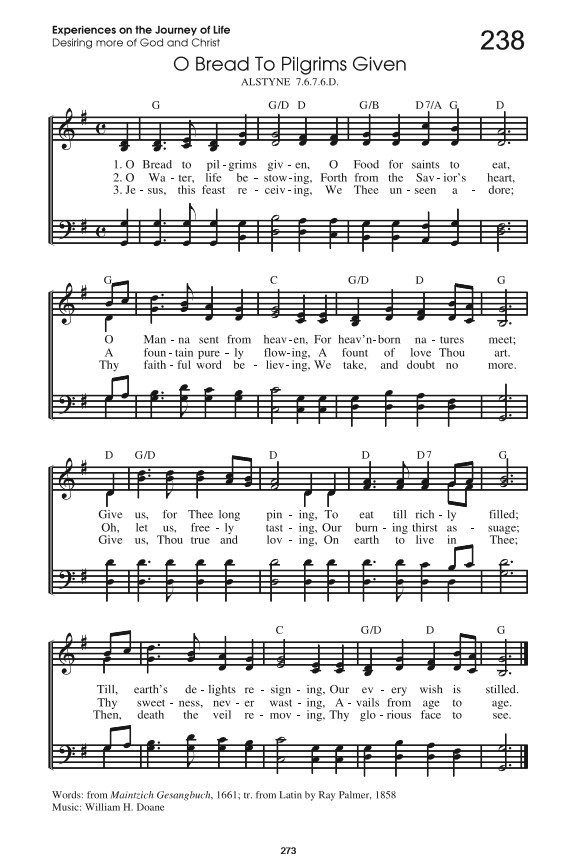 Experiences on the Journey of Life
Desiring more of God and Christ
238
O Bread To Pilgrims Given
ALSTYNE 7.6.7.6.D.
G G/D D G/B D7/A G D
1. O Bread to pil - grims giv - en, O Food for saints to eat,
2. O Wa - ter, life be - stow - ing, Forth from the Sav - ior's heart,
3. Je - sus, this feast re - ceiv - ing, We Thee un - seen a - dore;
G C G/D D G
O Man - na sent from heav - en, For heav'n-born na - tures meet;
A foun - tain pure - ly flow - ing, A fount of love Thou art.
Thy faith - ful word be - liev - ing, We take, and doubt no more.
D G/D D D7 G
Give us, for Thee long pin - ing, To eat till rich - ly filled;
Oh, let us, free - ly tast - ing, Our burn - ing thirst as - suage;
Give us, Thou true and lov - ing, On earth to live in Thee;
C G/D D G
Till, earth's de - lights re - sign - ing, Our ev - ery wish is stilled.
Thy sweet - ness, nev - er wast - ing, A - vails from age to age.
Then, death the veil re - mov - ing, Thy glo - rious face to see.
Words: from Maintzich Gesangbuch, 1661; tr. from Latin by Ray Palmer, 1858
Music: William H. Doane
273